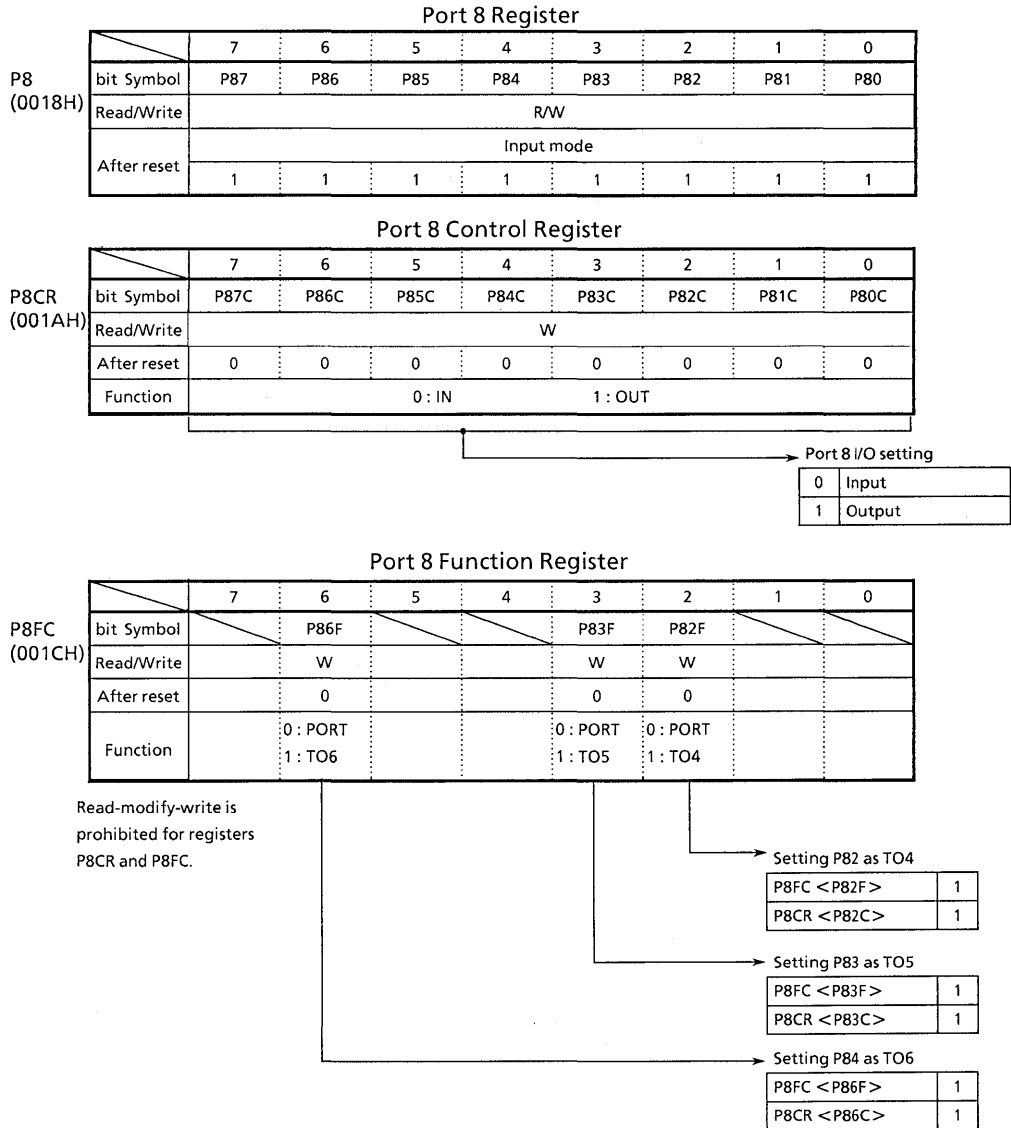 Port 8 Register
7 6 5 4 3 2 1 0
P8 (0018H)
bit Symbol P87 P86 P85 P84 P83 P82 P81 P80
Read/Write R/W
After reset Input mode
1 1 1 1 1 1 1 1
Port 8 Control Register
7 6 5 4 3 2 1 0
P8CR (001AH)
bit Symbol P87C P86C P85C P84C P83C P82C P81C P80C
Read/Write W
After reset 0 0 0 0 0 0 0 0
Function 0 : IN 1 : OUT
Port 8 I/O setting
0 Input
1 Output
Port 8 Function Register
7 6 5 4 3 2 1 0
P8FC (001CH)
bit Symbol P86F P83F P82F
Read/Write W W W
After reset 0 0 0
Function 0 : PORT 0 : PORT 0 : PORT
1 : TO6 1 : TO5 1 : TO4
Read-modify-write is
prohibited for registers
P8CR and P8FC.
Setting P82 as TO4
P8FC <P82F> 1
P8CR <P82C> 1
Setting P83 as TO5
P8FC <P83F> 1
P8CR <P83C> 1
Setting P84 as TO6
P8FC <P86F> 1
P8CR <P86C> 1